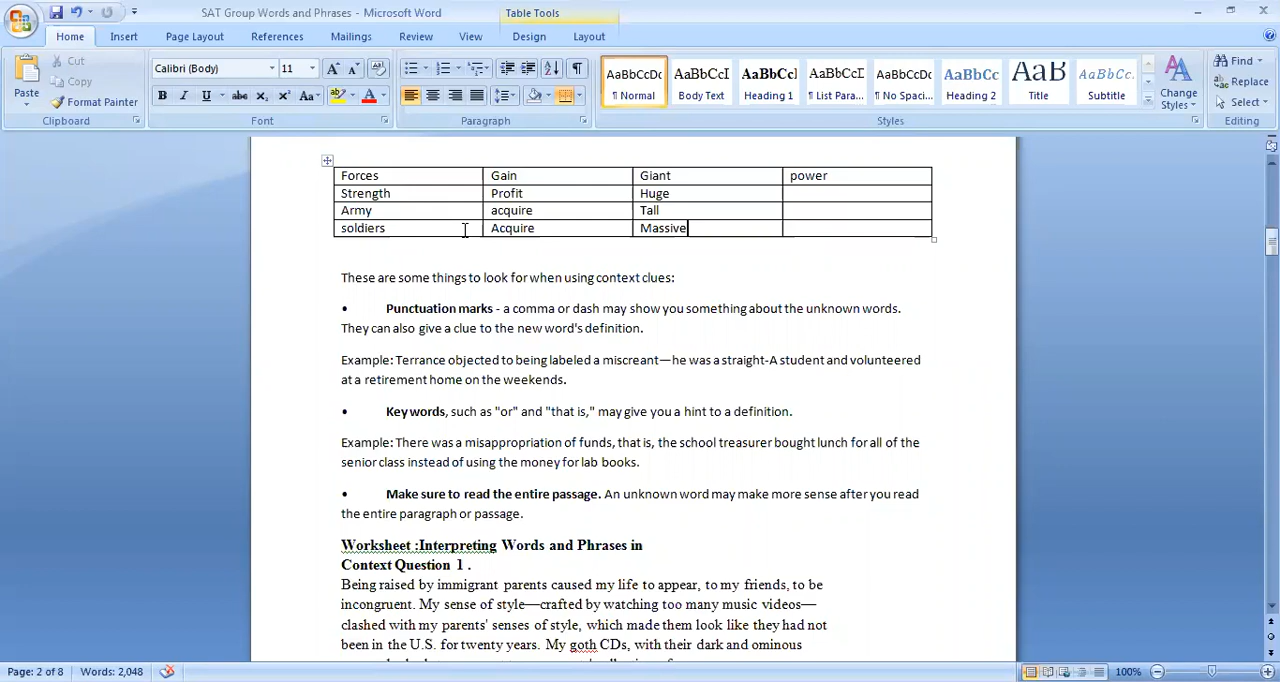 SAT Group Words and Phrases - Microsoft Word
Table Tools
Home Insert Page Layout References Mailings Review View Design Layout
Paste
Cut
Copy
Format Painter
Clipboard
Calibri (Body) 11
Font
Paragraph
AaBbCcDc AaBbCcI AaBbCcl AaBbCcI AaBbCcDc AaBbCc AaB AaBbCc.
¶ Normal Body Text Heading 1 ¶ List Para... ¶ No Spaci... Heading 2 Title Subtitle
Change
Styles
Styles
Find
Replace
Select
Editing
Forces Gain Giant power
Strength Profit Huge
Army acquire Tall
soldiers Acquire Massive
These are some things to look for when using context clues:
• Punctuation marks - a comma or dash may show you something about the unknown words.
They can also give a clue to the new word's definition.
Example: Terrance objected to being labeled a miscreant—he was a straight-A student and volunteered
at a retirement home on the weekends.
• Key words, such as "or" and "that is," may give you a hint to a definition.
Example: There was a misappropriation of funds, that is, the school treasurer bought lunch for all of the
senior class instead of using the money for lab books.
• Make sure to read the entire passage. An unknown word may make more sense after you read
the entire paragraph or passage.
Worksheet :Interpreting Words and Phrases in
Context Question 1 .
Being raised by immigrant parents caused my life to appear, to my friends, to be
incongruent. My sense of style—crafted by watching too many music videos—
clashed with my parents' senses of style, which made them look like they had not
been in the U.S. for twenty years. My goth CDs, with their dark and ominous
Page: 2 of 8 Words: 2,048 100%